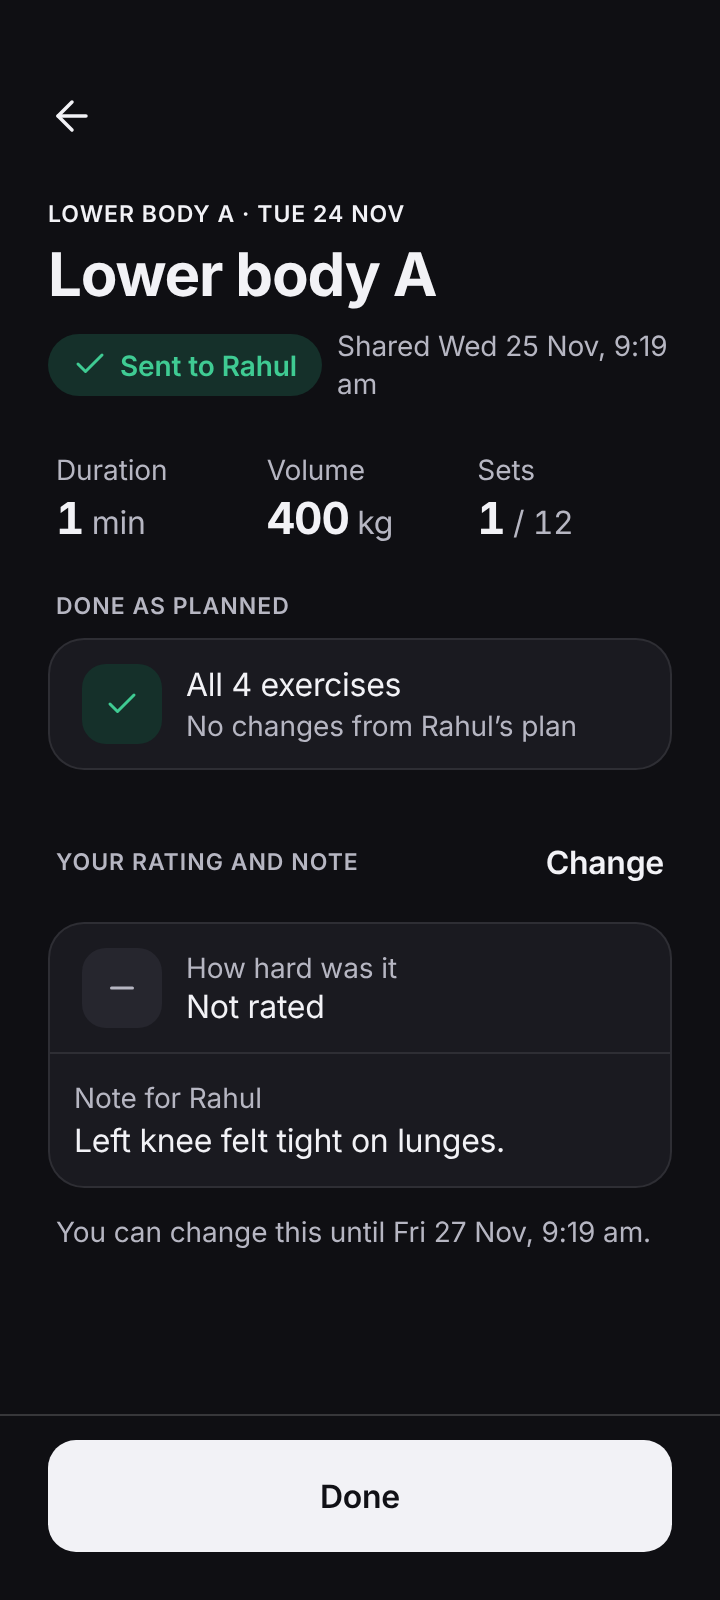 LOWER BODY A · TUE 24 NOV
Lower body A
Sent to Rahul
Shared Wed 25 Nov, 9:19
am
Duration
1 min
Volume
400 kg
Sets
1 / 12
DONE AS PLANNED
All 4 exercises
No changes from Rahul’s plan
YOUR RATING AND NOTE
Change
How hard was it
Not rated
Note for Rahul
Left knee felt tight on lunges.
You can change this until Fri 27 Nov, 9:19 am.
Done